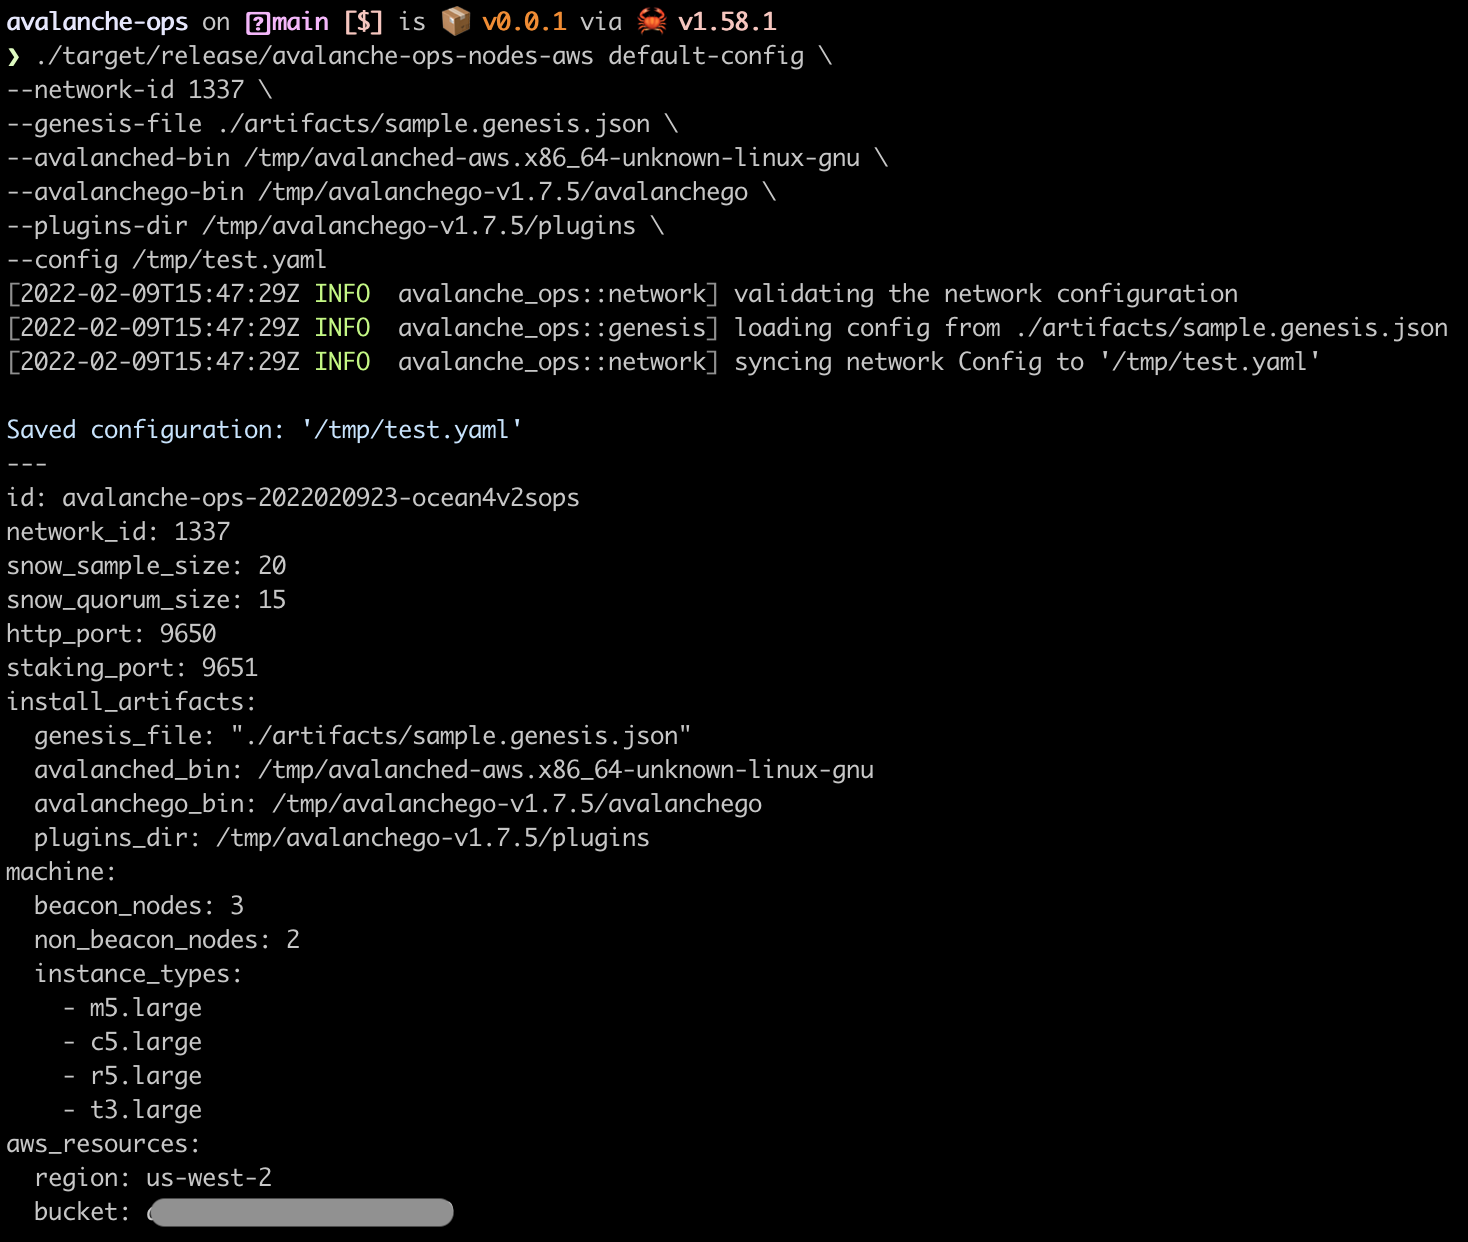 avalanche-ops on main [$] is 📦 v0.0.1 via 🦀 v1.58.1
❯ ./target/release/avalanche-ops-nodes-aws default-config \
--network-id 1337 \
--genesis-file ./artifacts/sample.genesis.json \
--avalanched-bin /tmp/avalanched-aws.x86_64-unknown-linux-gnu \
--avalanchego-bin /tmp/avalanchego-v1.7.5/avalanchego \
--plugins-dir /tmp/avalanchego-v1.7.5/plugins \
--config /tmp/test.yaml
[2022-02-09T15:47:29Z INFO  avalanche_ops::network] validating the network configuration
[2022-02-09T15:47:29Z INFO  avalanche_ops::genesis] loading config from ./artifacts/sample.genesis.json
[2022-02-09T15:47:29Z INFO  avalanche_ops::network] syncing network Config to '/tmp/test.yaml'
Saved configuration: '/tmp/test.yaml'
---
id: avalanche-ops-2022020923-ocean4v2sops
network_id: 1337
snow_sample_size: 20
snow_quorum_size: 15
http_port: 9650
staking_port: 9651
install_artifacts:
  genesis_file: "./artifacts/sample.genesis.json"
  avalanched_bin: /tmp/avalanched-aws.x86_64-unknown-linux-gnu
  avalanchego_bin: /tmp/avalanchego-v1.7.5/avalanchego
  plugins_dir: /tmp/avalanchego-v1.7.5/plugins
machine:
  beacon_nodes: 3
  non_beacon_nodes: 2
  instance_types:
    - m5.large
    - c5.large
    - r5.large
    - t3.large
aws_resources:
  region: us-west-2
  bucket: